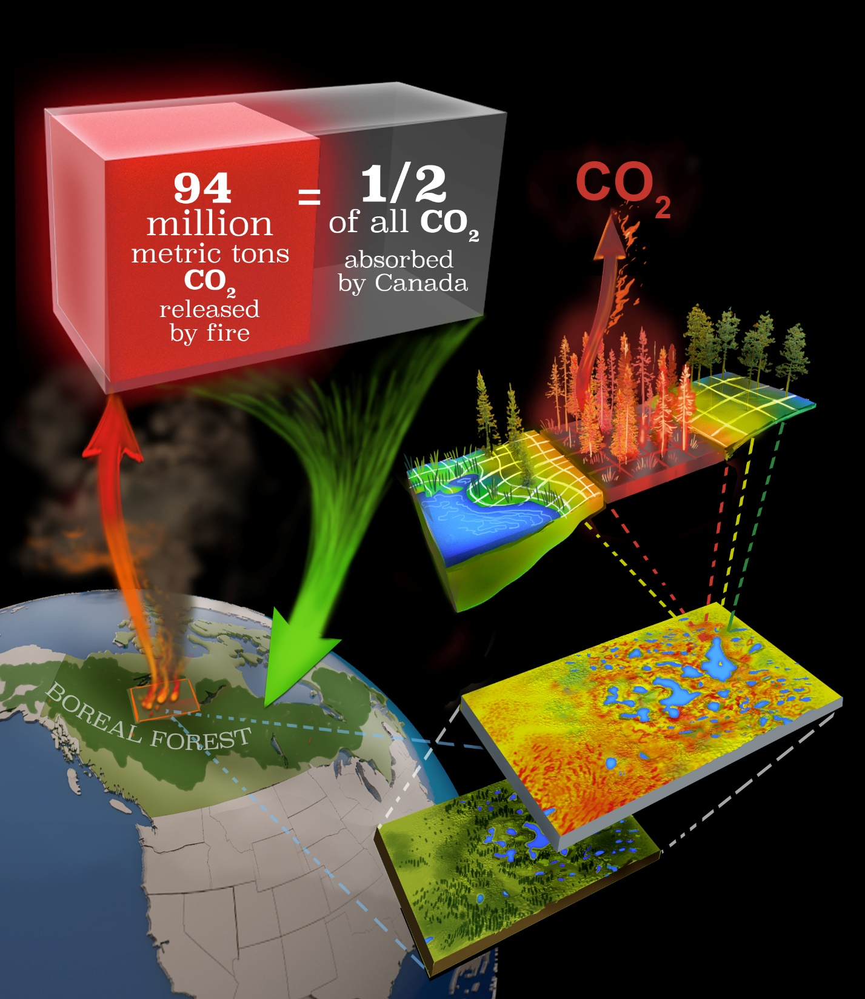 94
million
metric tons
CO₂
released
by fire
=
1/2
of all CO₂
absorbed
by Canada
CO₂
BOREAL FOREST